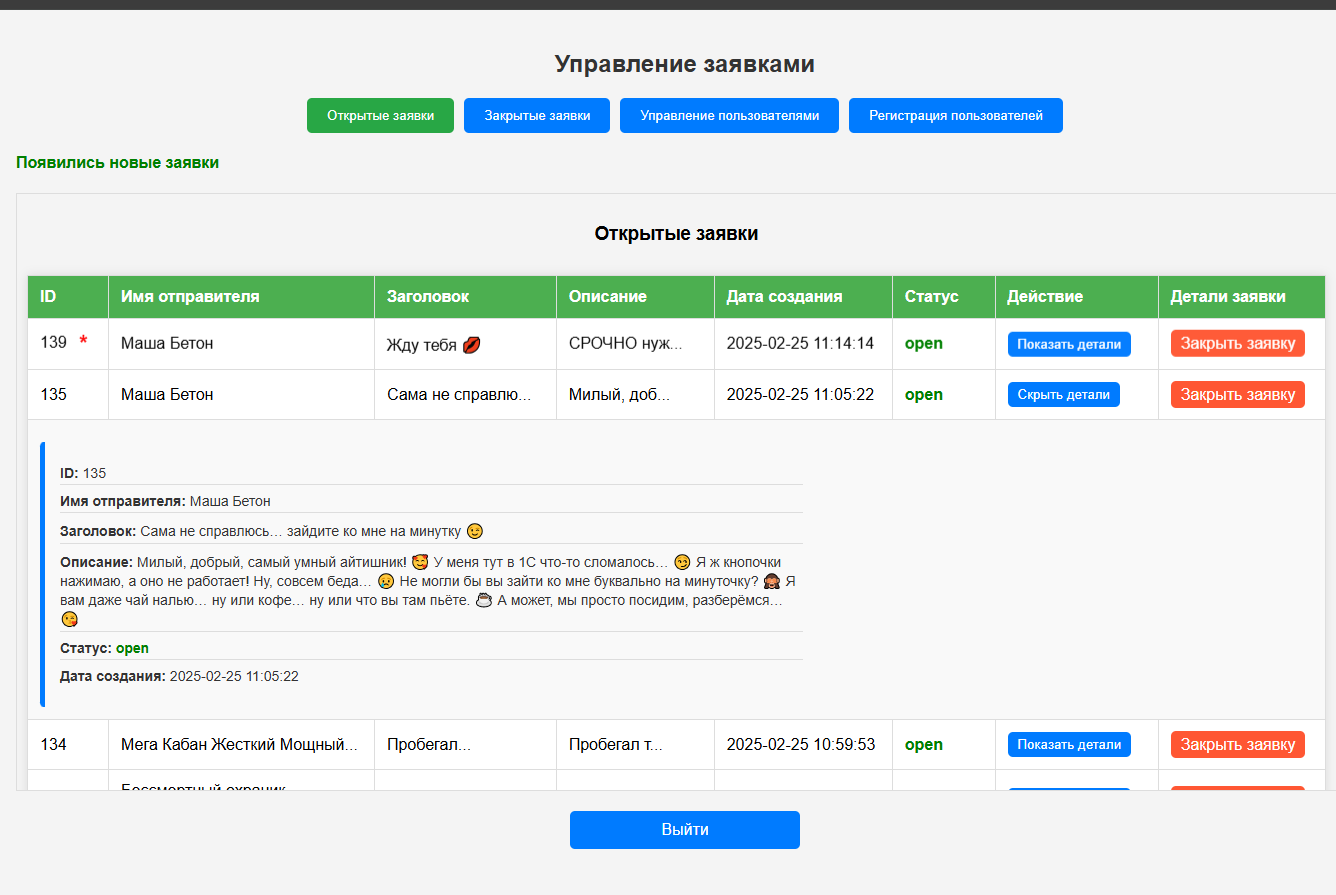 Управление заявками
Открытые заявки Закрытые заявки Управление пользователями Регистрация пользователей
Появились новые заявки
Открытые заявки
ID Имя отправителя Заголовок Описание Дата создания Статус Действие Детали заявки
139 * Маша Бетон Жду тебя 💋 СРОЧНО нуж... 2025-02-25 11:14:14 open Показать детали Закрыть заявку
135 Маша Бетон Сама не справлю... Милый, доб... 2025-02-25 11:05:22 open Скрыть детали Закрыть заявку
ID: 135
Имя отправителя: Маша Бетон
Заголовок: Сама не справлюсь… зайдите ко мне на минутку 😉
Описание: Милый, добрый, самый умный айтишник! 🥰 У меня тут в 1С что-то сломалось… 😏 Я ж кнопочки
нажимаю, а оно не работает! Ну, совсем беда… 😢 Не могли бы вы зайти ко мне буквально на минуточку? 🙈 Я
вам даже чай налью… ну или кофе… ну или что вы там пьёте. ☕ А может, мы просто посидим, разберёмся…
😘
Статус: open
Дата создания: 2025-02-25 11:05:22
134 Мега Кабан Жесткий Мощный... Пробегал... Пробегал т... 2025-02-25 10:59:53 open Показать детали Закрыть заявку
Бессмертный охраник
Выйти